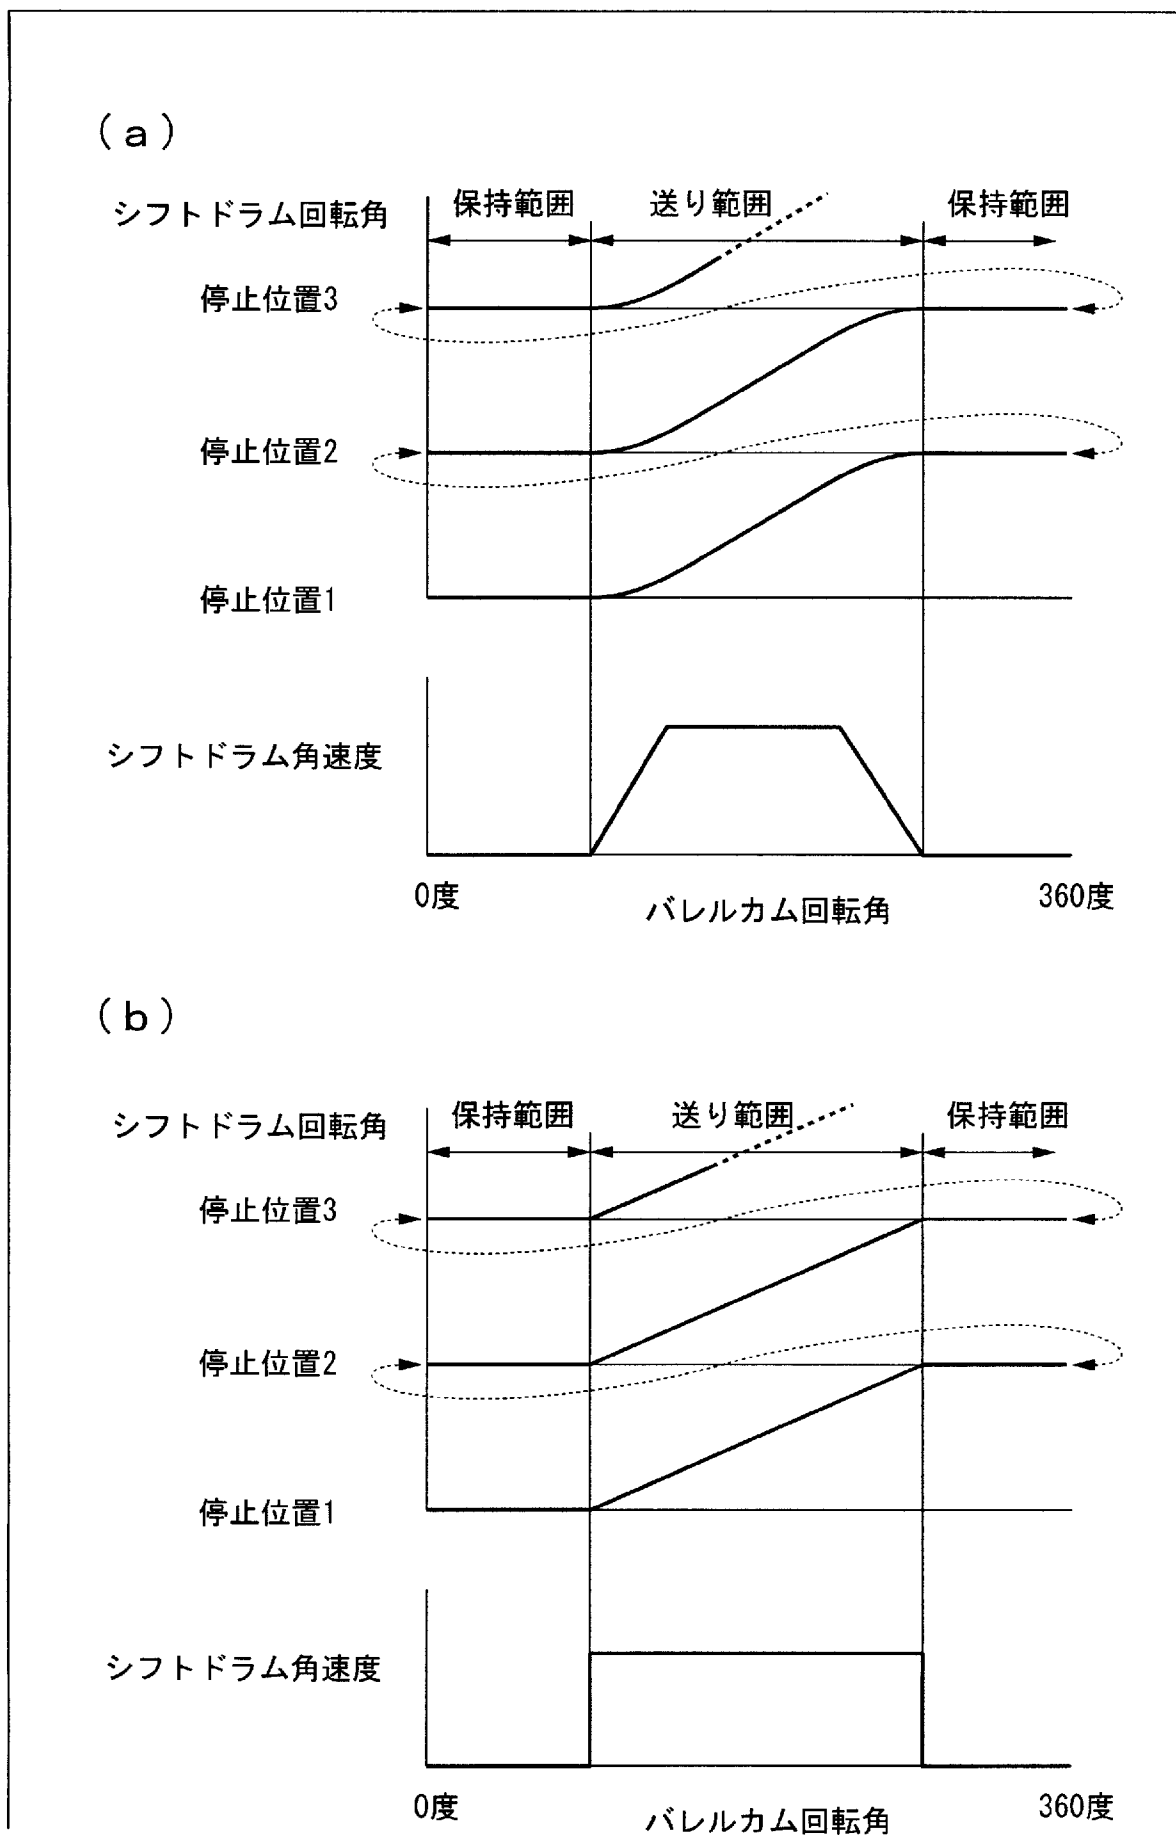 (a)
シフトドラム回転角
保持範囲
送り範囲
保持範囲
停止位置3
停止位置2
停止位置1
シフトドラム角速度
0度
バレルカム回転角
360度
(b)
シフトドラム回転角
保持範囲
送り範囲
保持範囲
停止位置3
停止位置2
停止位置1
シフトドラム角速度
0度
バレルカム回転角
360度